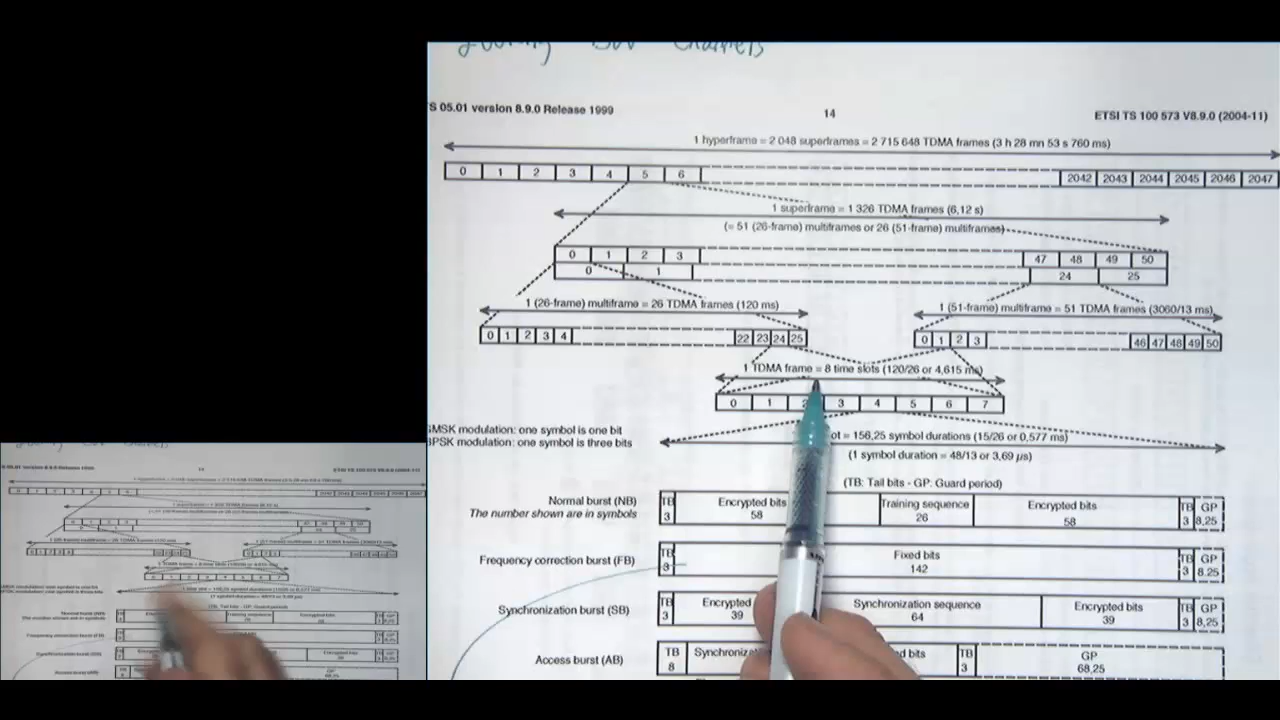 S 05.01 version 8.9.0 Release 1999
14
ETSI TS 100 573 V8.9.0 (2004-11)
1 hyperframe = 2 048 superframes = 2 715 648 TDMA frames (3 h 28 mn 53 s 760 ms)
0 1 2 3 4 5 6 2042 2043 2044 2045 2046 2047
1 superframe = 1 326 TDMA frames (6,12 s)
(= 51 (26-frame) multiframes or 26 (51-frame) multiframes)
0 1 2 3 47 48 49 50
0 1 24 25
1 (26-frame) multiframe = 26 TDMA frames (120 ms)
1 (51-frame) multiframe = 51 TDMA frames (3060/13 ms)
0 1 2 3 4 22 23 24 25
0 1 2 3 46 47 48 49 50
1 TDMA frame = 8 time slots (120/26 or 4,615 ms)
0 1 2 3 4 5 6 7
GMSK modulation: one symbol is one bit
8PSK modulation: one symbol is three bits
ot = 156,25 symbol durations (15/26 or 0,577 ms)
(1 symbol duration = 48/13 or 3,69 µs)
(TB: Tail bits - GP: Guard period)
Normal burst (NB)
The number shown are in symbols
TB 3 Encrypted bits 58 Training sequence 26 Encrypted bits 58 TB 3 GP 8,25
Frequency correction burst (FB)
TB 3 Fixed bits 142 TB 3 GP 8,25
Synchronization burst (SB)
TB 3 Encrypted 39 Synchronization sequence 64 Encrypted bits 39 TB 3 GP 8,25
Access burst (AB)
TB 8 Synchroniz ed bits TB 3 GP 68,25